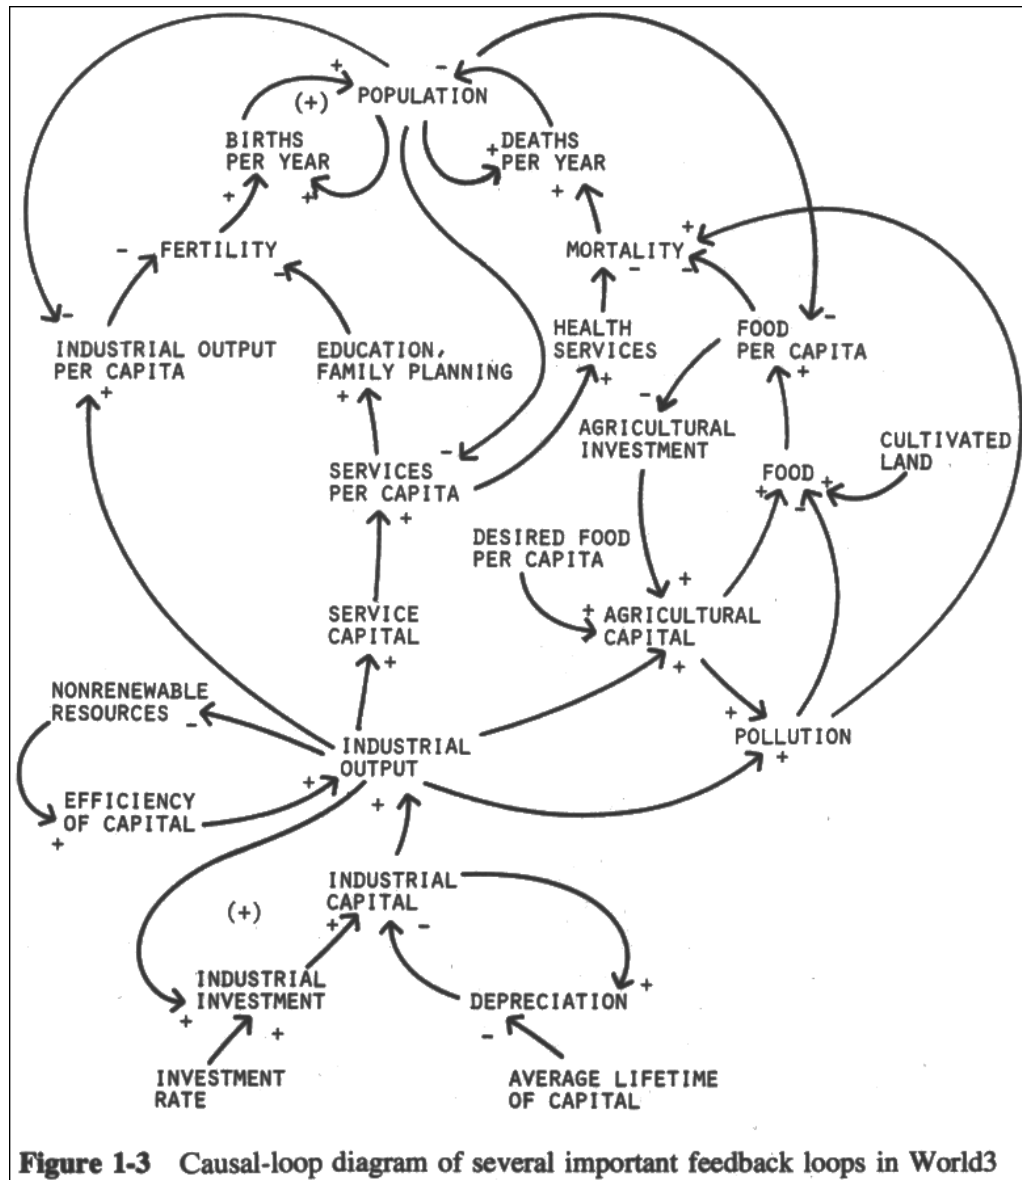 +
-
POPULATION
(+)
BIRTHS
PER YEAR
+
+
+
DEATHS
PER YEAR
+
-
FERTILITY
-
MORTALITY
+
-
-
-
INDUSTRIAL OUTPUT
PER CAPITA
+
EDUCATION,
FAMILY PLANNING
+
HEALTH
SERVICES
+
FOOD
PER CAPITA
-
+
-
AGRICULTURAL
INVESTMENT
CULTIVATED
LAND
-
SERVICES
PER CAPITA
+
FOOD
+
+
-
DESIRED FOOD
PER CAPITA
SERVICE
CAPITAL
+
+
+
AGRICULTURAL
CAPITAL
+
NONRENEWABLE
RESOURCES
-
+
POLLUTION
+
INDUSTRIAL
OUTPUT
+
+
EFFICIENCY
OF CAPITAL
+
INDUSTRIAL
CAPITAL
(+)
+
-
INDUSTRIAL
INVESTMENT
+
+
DEPRECIATION
+
-
INVESTMENT
RATE
AVERAGE LIFETIME
OF CAPITAL
Figure 1-3 Causal-loop diagram of several important feedback loops in World3